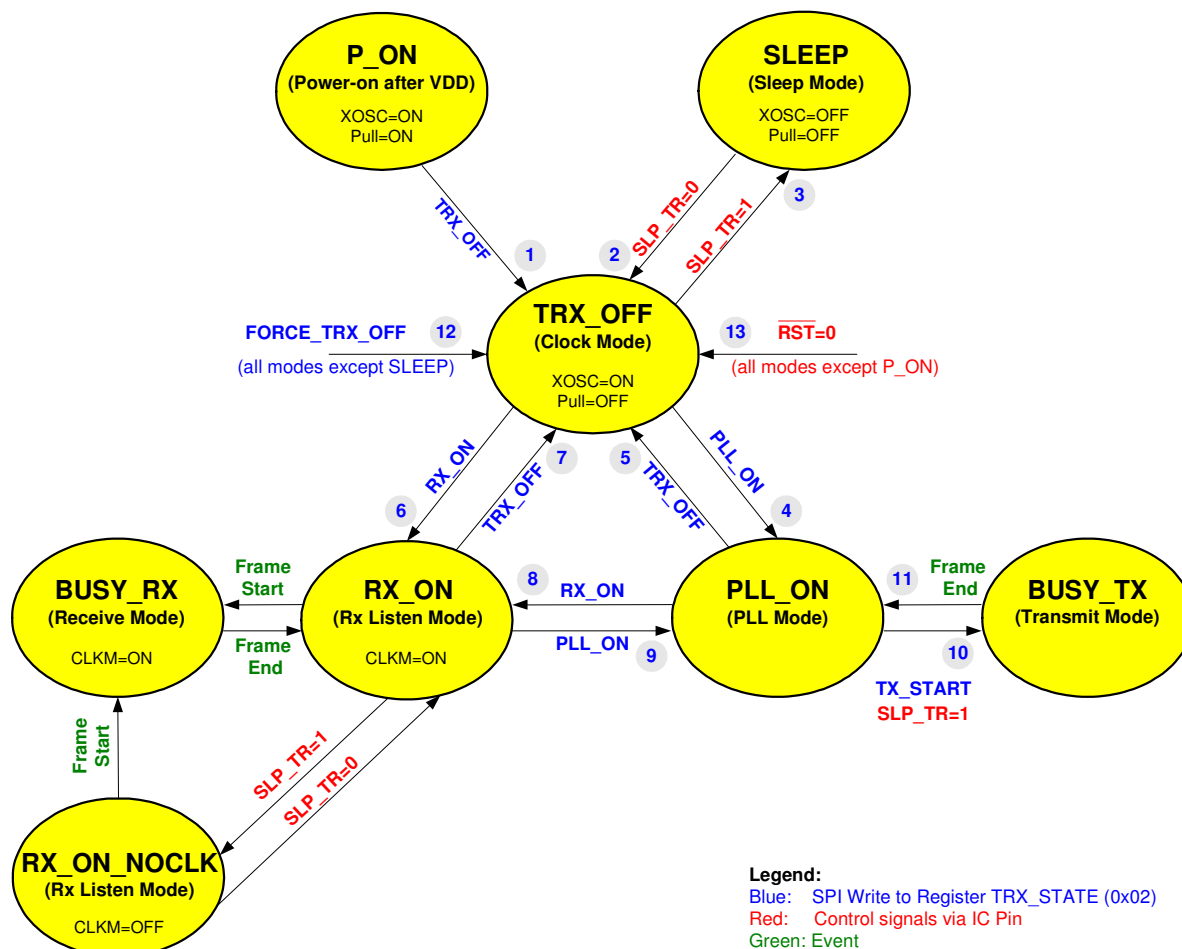 P_ON
(Power-on after VDD)
XOSC=ON
Pull=ON
SLEEP
(Sleep Mode)
XOSC=OFF
Pull=OFF
TRX_OFF
1
2
SLP_TR=0
SLP_TR=1
3
TRX_OFF
(Clock Mode)
XOSC=ON
Pull=OFF
FORCE_TRX_OFF
12
(all modes except SLEEP)
13
RST=0
(all modes except P_ON)
RX_ON
6
TRX_OFF
7
5
TRX_OFF
PLL_ON
4
BUSY_RX
(Receive Mode)
CLKM=ON
Frame
Start
Frame
End
RX_ON
(Rx Listen Mode)
CLKM=ON
8
RX_ON
PLL_ON
9
PLL_ON
(PLL Mode)
11
Frame
End
10
TX_START
SLP_TR=1
BUSY_TX
(Transmit Mode)
Frame
Start
SLP_TR=1
SLP_TR=0
RX_ON_NOCLK
(Rx Listen Mode)
CLKM=OFF
Legend:
Blue: SPI Write to Register TRX_STATE (0x02)
Red: Control signals via IC Pin
Green: Event